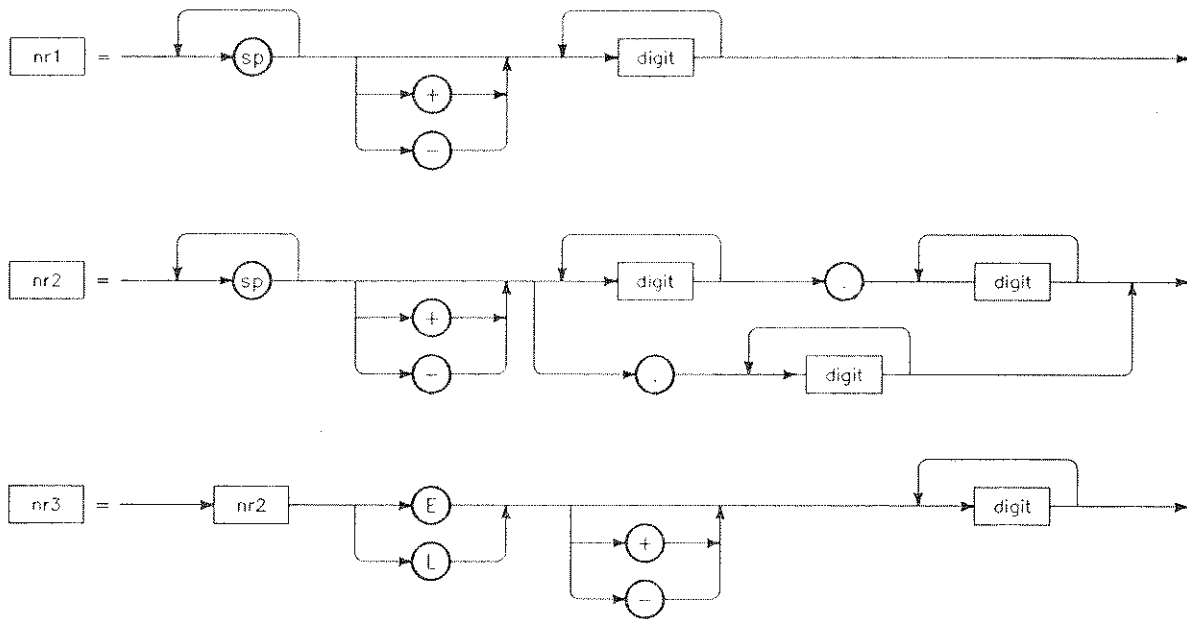 nr1 = sp digit
+
-
nr2 = sp digit . digit
+
- . digit
nr3 = nr2 E digit
L +
-